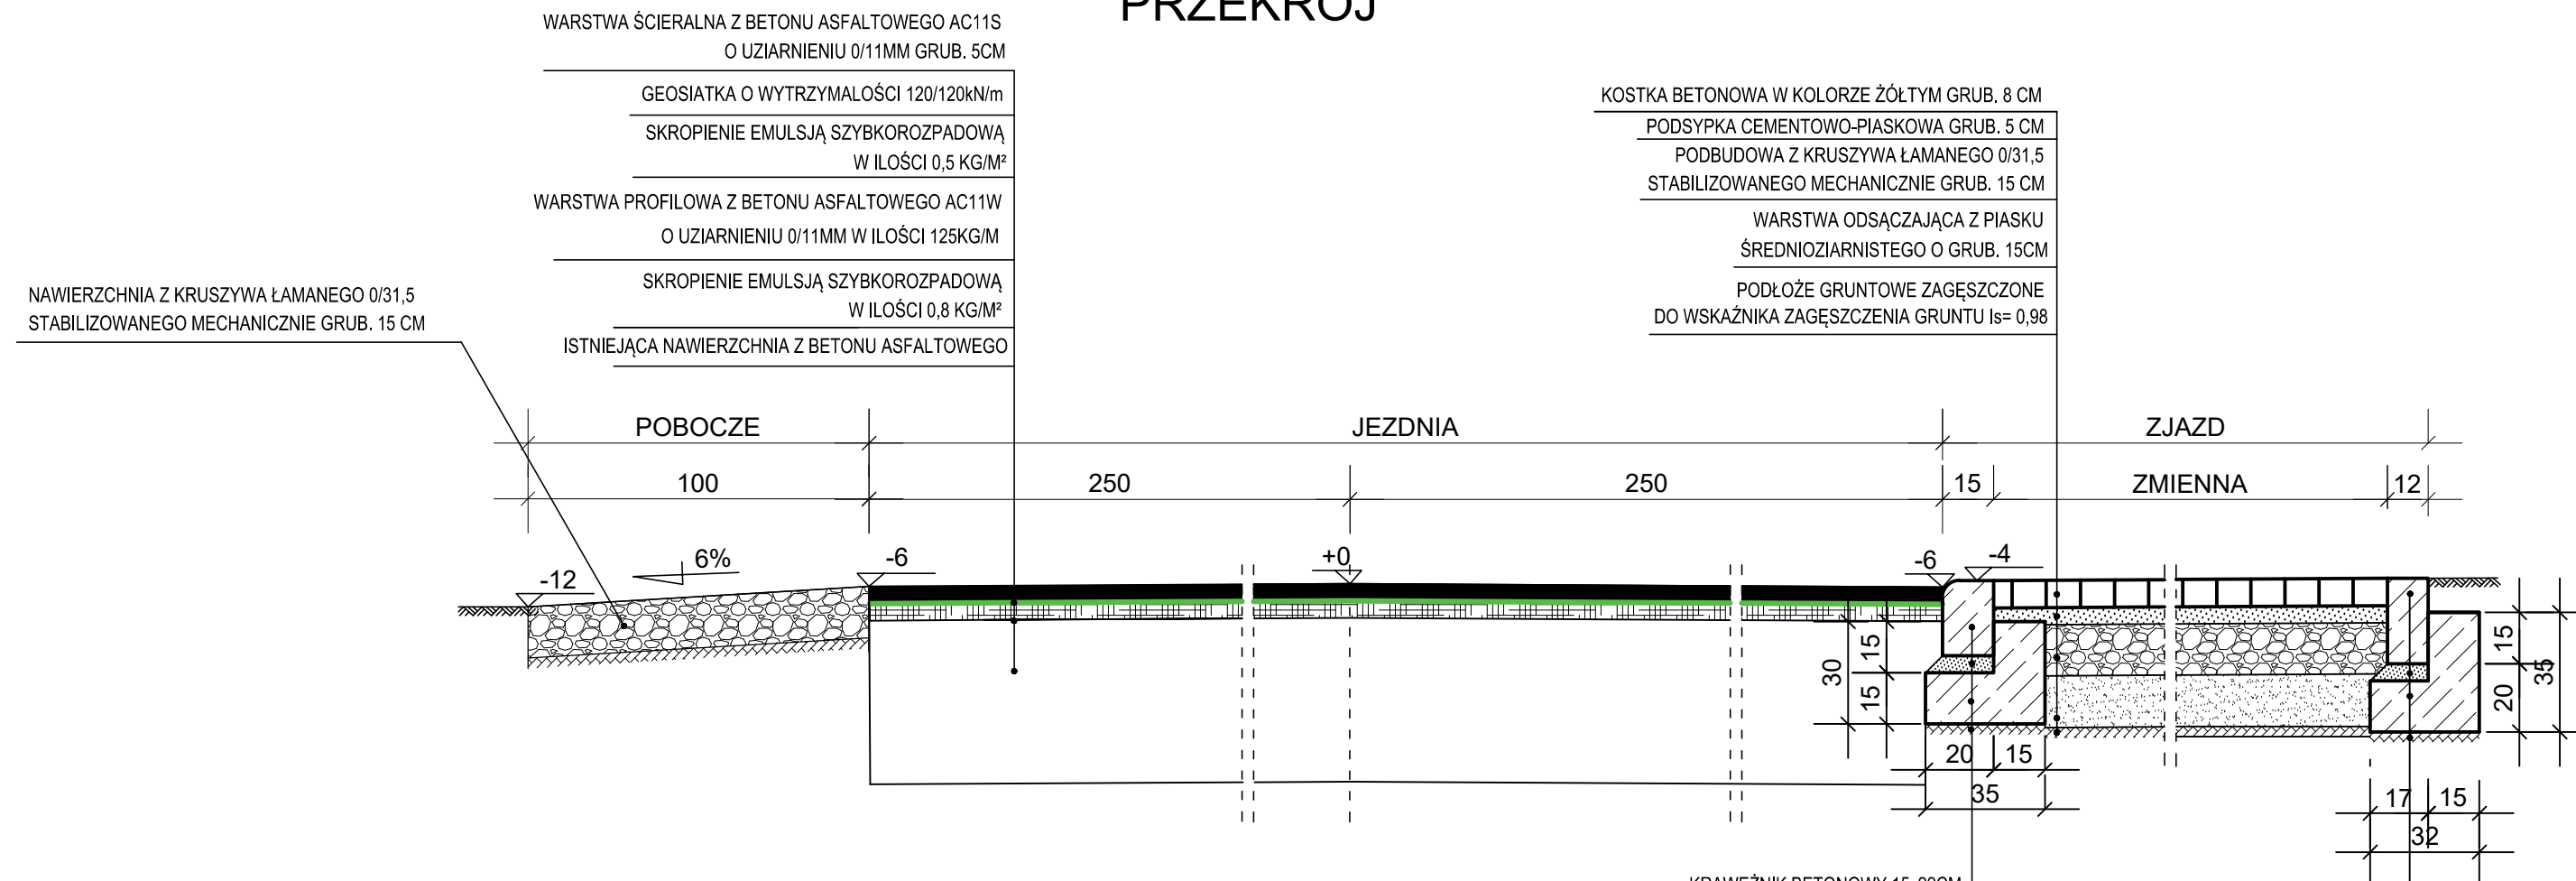 PRZEKRÓJ
WARSTWA ŚCIERALNA Z BETONU ASFALTOWEGO AC11S
O UZIARNIENIU 0/11MM GRUB. 5CM
GEOSIATKA O WYTRZYMALOŚCI 120/120kN/m
SKROPIENIE EMULSJĄ SZYBKOROZPADOWĄ
W ILOŚCI 0,5 KG/M²
WARSTWA PROFILOWA Z BETONU ASFALTOWEGO AC11W
O UZIARNIENIU 0/11MM W ILOŚCI 125KG/M
SKROPIENIE EMULSJĄ SZYBKOROZPADOWĄ
W ILOŚCI 0,8 KG/M²
ISTNIEJĄCA NAWIERZCHNIA Z BETONU ASFALTOWEGO
KOSTKA BETONOWA W KOLORZE ŻÓŁTYM GRUB. 8 CM
PODSYPKA CEMENTOWO-PIASKOWA GRUB. 5 CM
PODBUDOWA Z KRUSZYWA ŁAMANEGO 0/31,5
STABILIZOWANEGO MECHANICZNIE GRUB. 15 CM
WARSTWA ODSĄCZAJĄCA Z PIASKU
ŚREDNIOZIARNISTEGO O GRUB. 15CM
PODŁOŻE GRUNTOWE ZAGĘSZCZONE
DO WSKAŹNIKA ZAGĘSZCZENIA GRUNTU Is= 0,98
NAWIERZCHNIA Z KRUSZYWA ŁAMANEGO 0/31,5
STABILIZOWANEGO MECHANICZNIE GRUB. 15 CM
POBOCZE JEZDNIA ZJAZD
100 250 250 15 ZMIENNA 12
-12 6% -6 +0 -6 -4
30 15 15
20 15
35
15 20 35
17 15
32
KRAWĘŻNIK BETONOWY